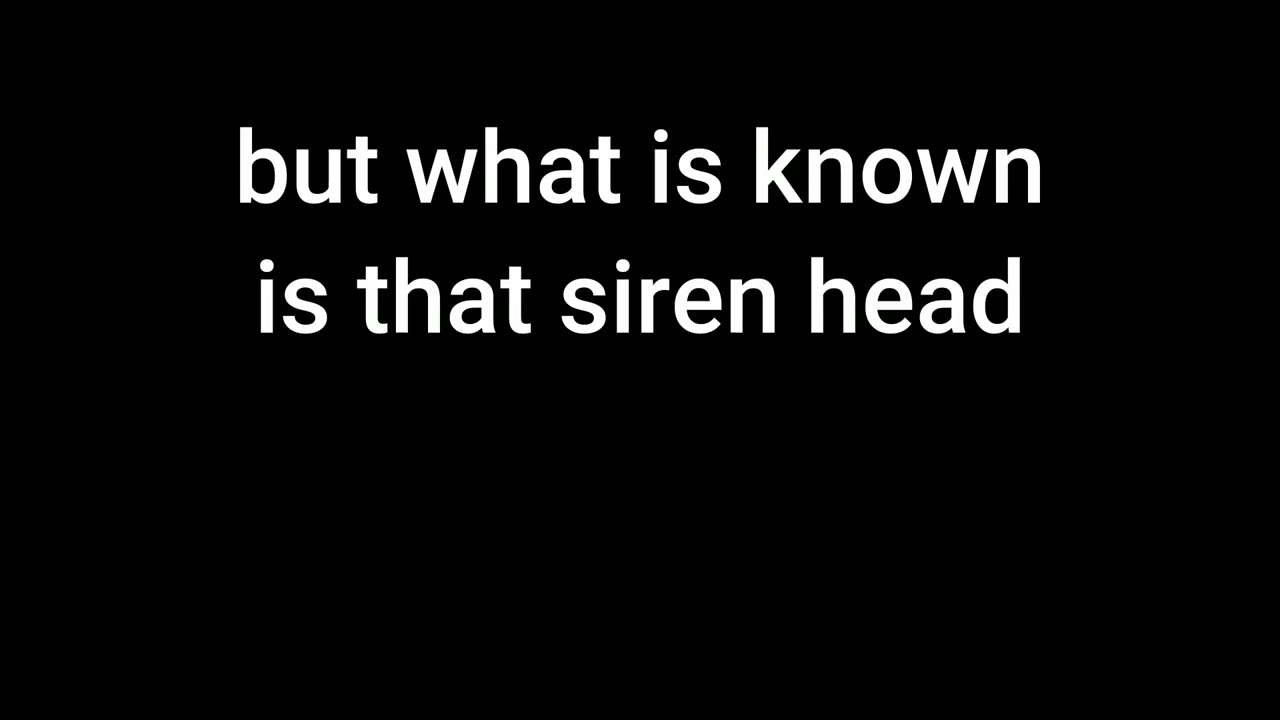 but what is known
is that siren head